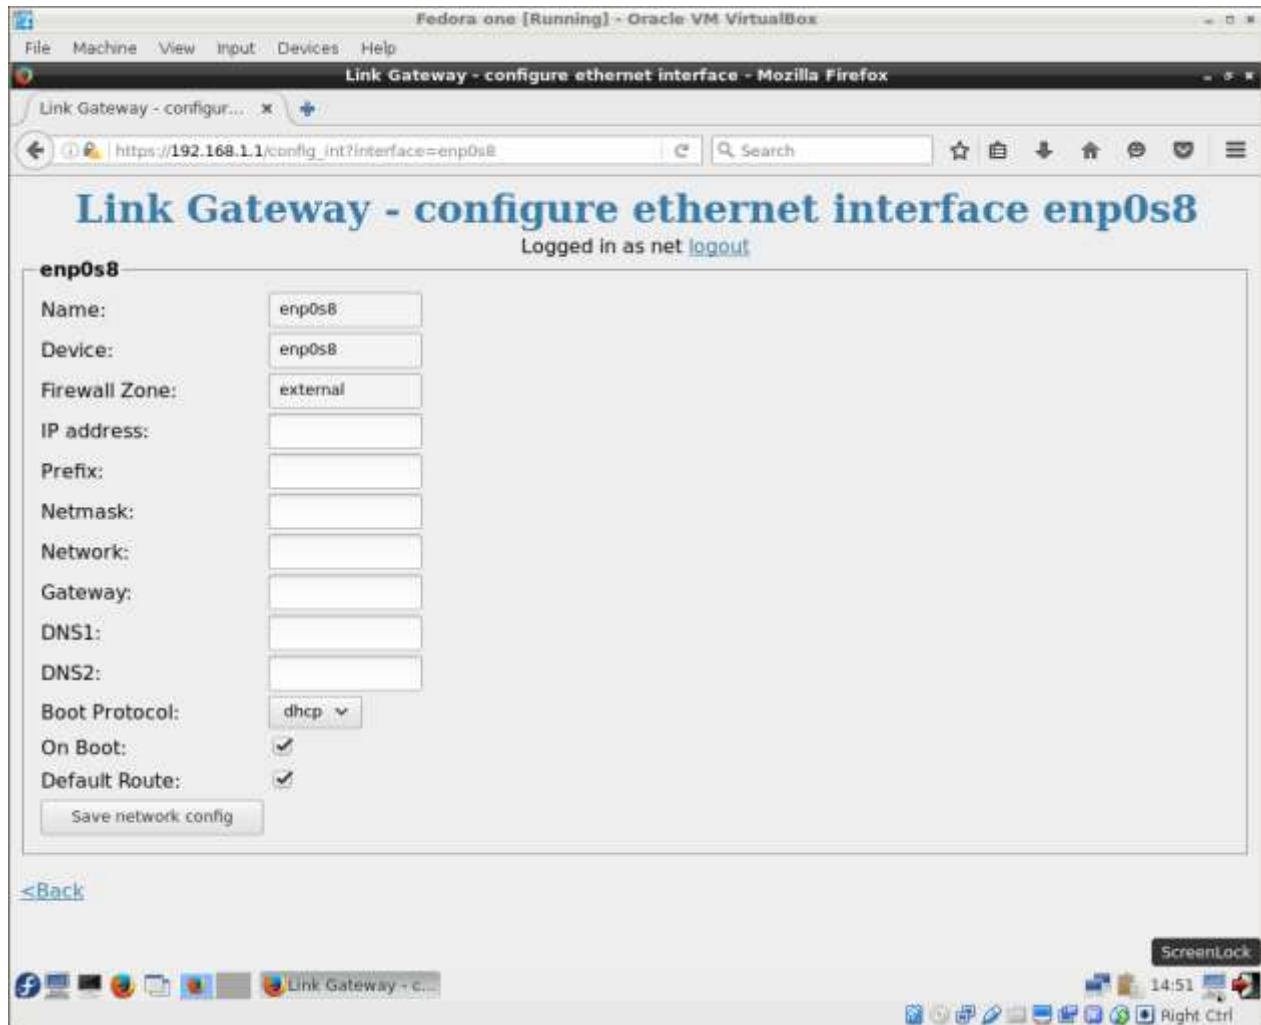 Fedora one [Running] - Oracle VM VirtualBox
File Machine View Input Devices Help
Link Gateway - configure ethernet interface - Mozilla Firefox
Link Gateway - configur...
https://192.168.1.1/config_int?interface=enp0s8
Search
Link Gateway - configure ethernet interface enp0s8
Logged in as net logout
enp0s8
Name: enp0s8
Device: enp0s8
Firewall Zone: external
IP address:
Prefix:
Netmask:
Network:
Gateway:
DNS1:
DNS2:
Boot Protocol: dhcp
On Boot:
Default Route:
Save network config
<Back
ScreenLock
Link Gateway - c...
14:51
Right Ctrl